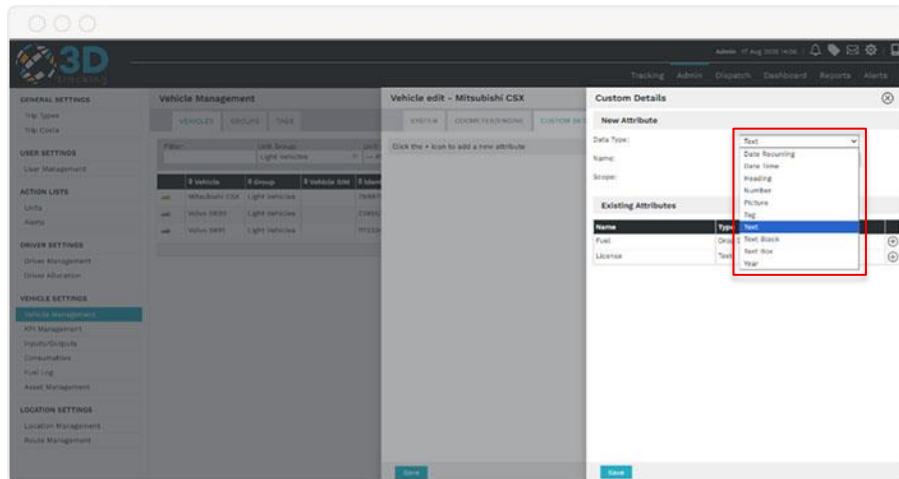 3D
Tracking
Admin 17 Aug
Tracking Admin Dispatch Dashboard Reports Alerts
GENERAL SETTINGS
Trip Types
Trip Costs
USER SETTINGS
User Management
ACTION LISTS
Units
Alerts
DRIVER SETTINGS
Driver Management
Driver Allocation
VEHICLE SETTINGS
Vehicle Management
KPI Management
Inputs/Outputs
Consumables
Fuel Log
Asset Management
LOCATION SETTINGS
Location Management
Route Management
Vehicle Management
VEHICLES GROUPS TAGS
Filter: Unit Group:
Light Vehicles
Vehicle Group Vehicle SIM
Mitsubishi CSX Light Vehicles
Volvo Light Vehicles
Volvo Light Vehicles
Vehicle edit - Mitsubishi CSX
SYSTEM ODOMETER/ENGINE CUSTOM
Click the + icon to add a new attribute
Save
Custom Details
New Attribute
Data Type: Text
Name:
Scope:
Date Recurring
Date Time
Heading
Number
Picture
Tag
Text
Text Block
Text Box
Year
Existing Attributes
Name Type
Fuel Drop
License Text
Save